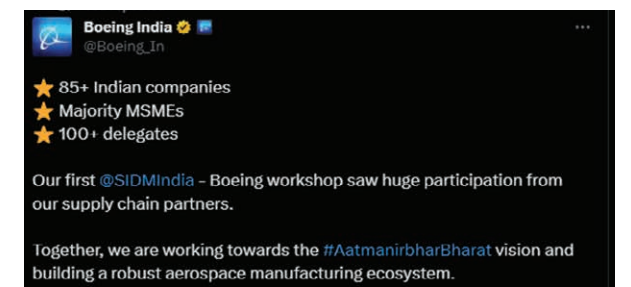 Boeing India
@Boeing_In
85+ Indian companies
Majority MSMEs
100+ delegates
Our first @SIDMIndia - Boeing workshop saw huge participation from
our supply chain partners.
Together, we are working towards the #AatmanirbharBharat vision and
building a robust aerospace manufacturing ecosystem.